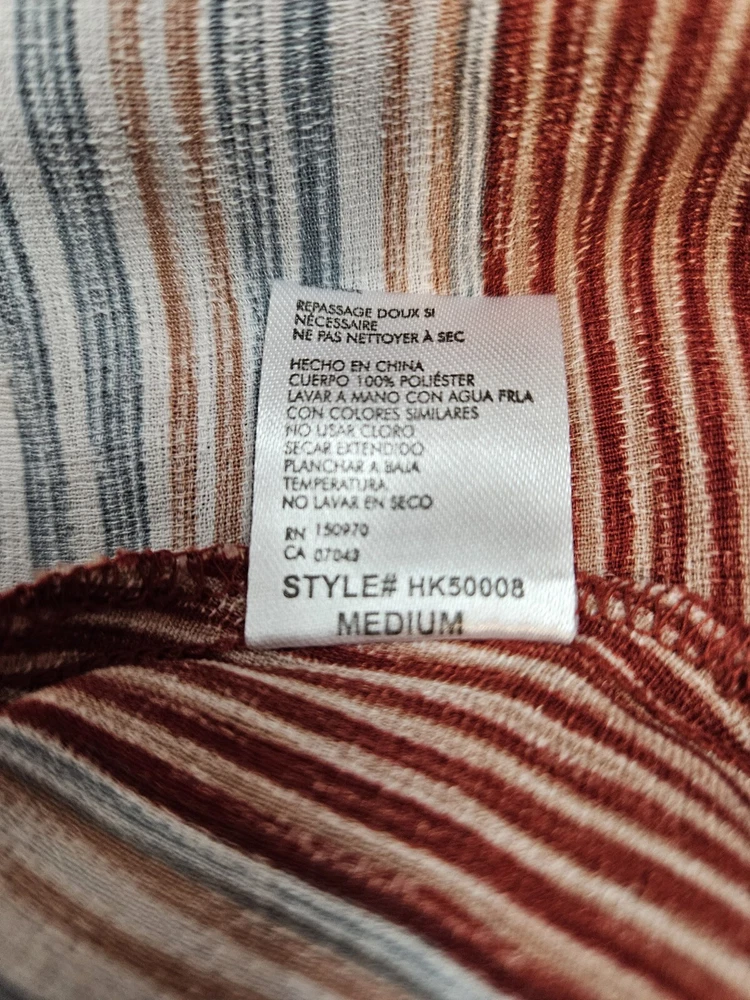 REPASSAGE DOUX SI
NÉCESSAIRE
NE PAS NETTOYER À SEC
HECHO EN CHINA
CUERPO 100% POLIÉSTER
LAVAR A MANO CON AGUA FRLA
CON COLORES SIMILARES
NO USAR CLORO
SECAR EXTENDIDO
PLANCHAR A BAJA
TEMPERATURA
NO LAVAR EN SECO
RN 150970
CA 07043
STYLE# HK50008
MEDIUM